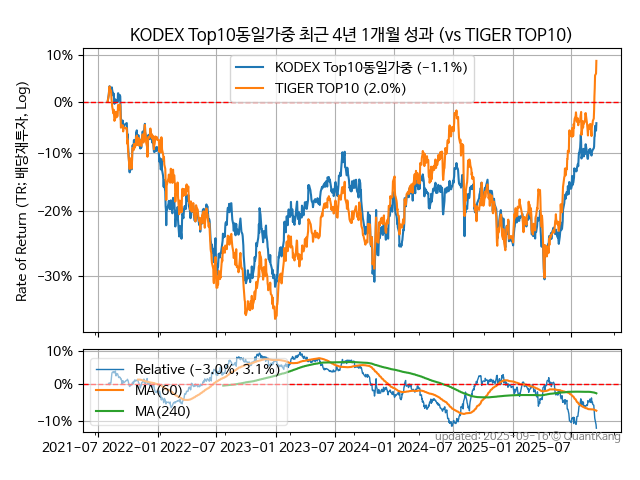 KODEX Top10동일가중 최근 4년 1개월 성과 (vs TIGER TOP10)
10%
0%
−10%
−20%
−30%
Rate of Return (TR: 배당재투자, Log)
KODEX Top10동일가중 (−1.1%)
TIGER TOP10 (2.0%)
10%
0%
−10%
Relative (−3.0%, 3.1%)
MA(60)
MA(240)
updated: 2025-09-16 © QuantKang
2021-07 2022-01 2022-07 2023-01 2023-07 2024-01 2024-07 2025-01 2025-07